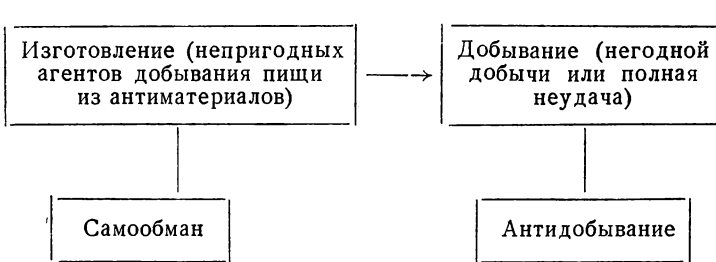 Изготовление (непригодных
агентов добывания пищи
из антиматериалов)
Добывание (негодной
добычи или полная
неудача)
Самообман
Антидобывание